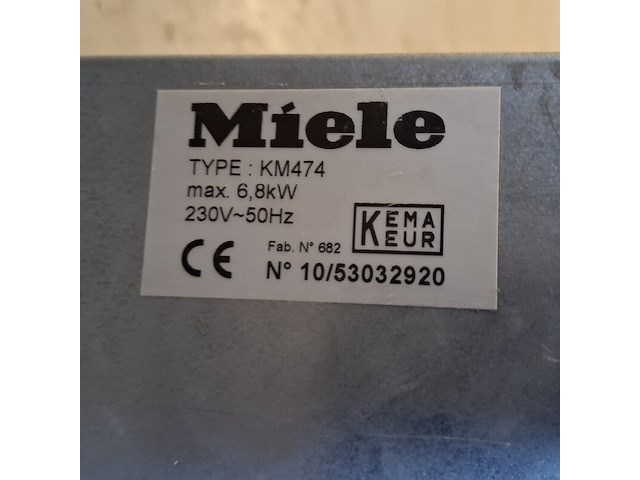 Miele
TYPE : KM474
max. 6,8kW
230V~50Hz
KEMA
KEUR
CE
Fab. N° 682
N° 10/53032920